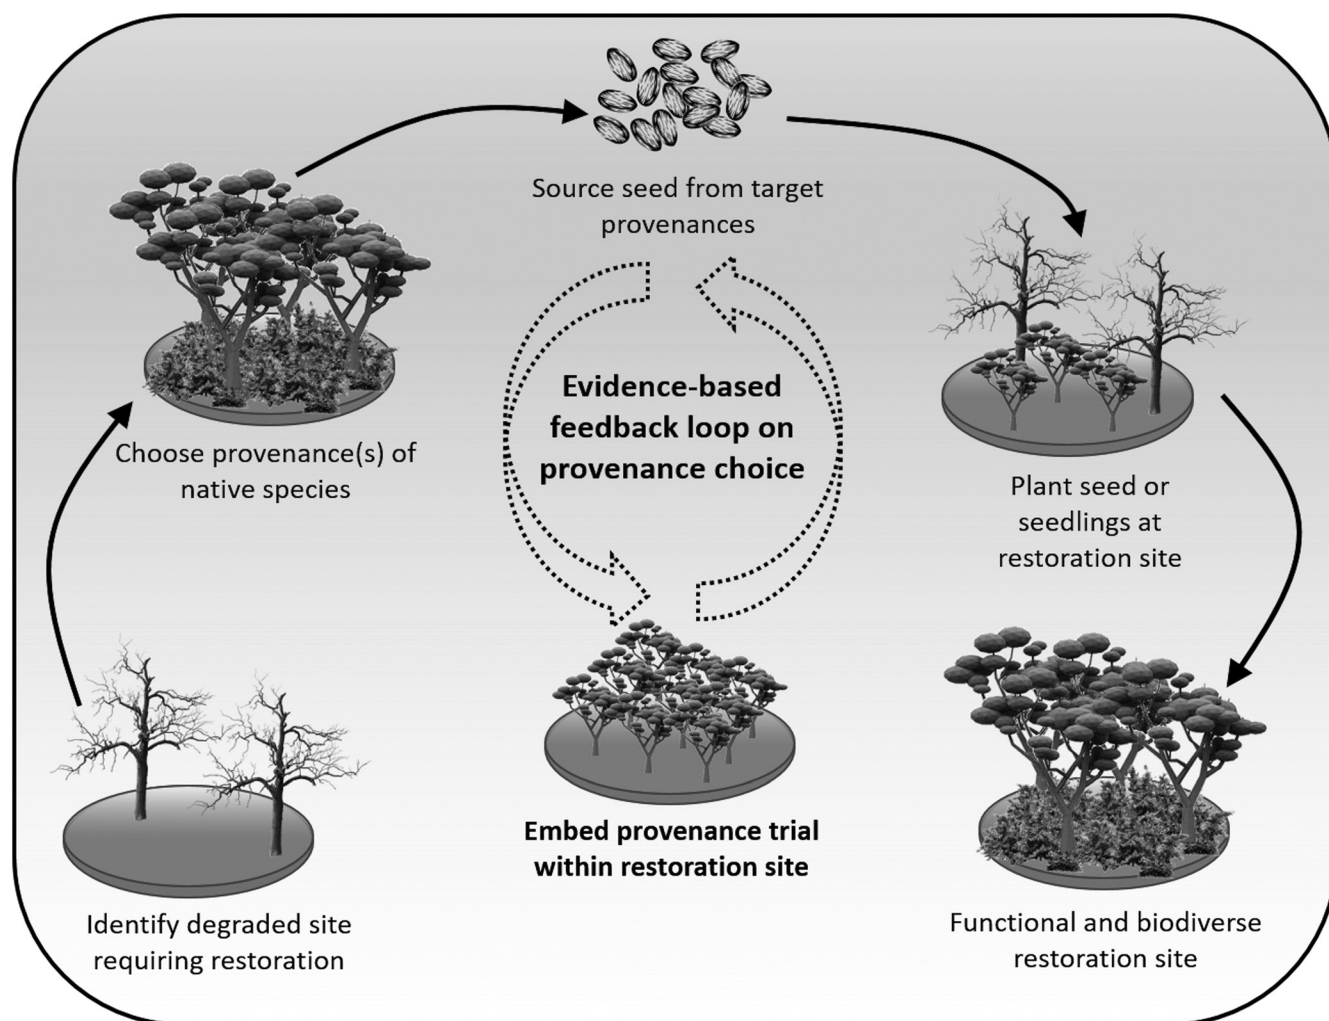 Source seed from target
provenances
Evidence-based
feedback loop on
provenance choice
Choose provenance(s) of
native species
Plant seed or
seedlings at
restoration site
Embed provenance trial
within restoration site
Identify degraded site
requiring restoration
Functional and biodiverse
restoration site